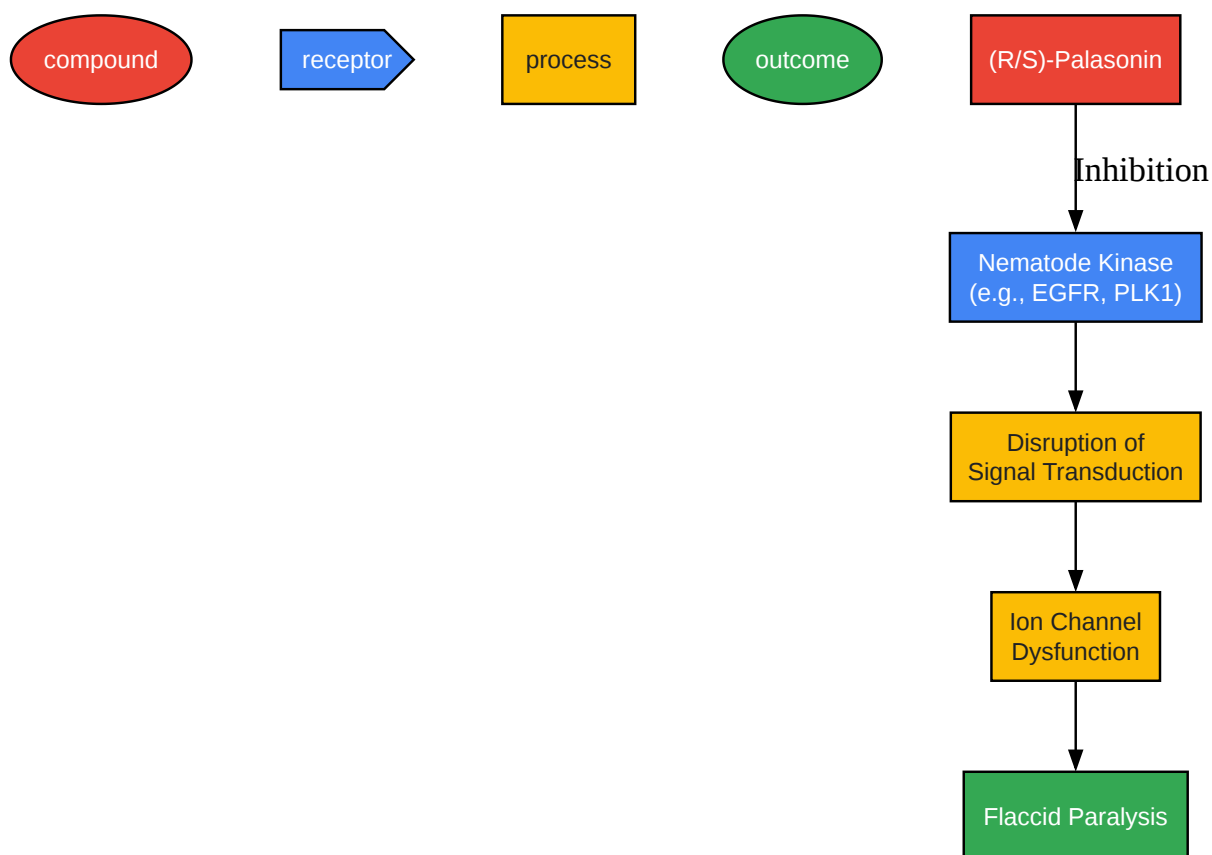 compound
receptor
process
outcome
(R/S)-Palasonin
Inhibition
Nematode Kinase
(e.g., EGFR, PLK1)
Disruption of
Signal Transduction
Ion Channel
Dysfunction
Flaccid Paralysis